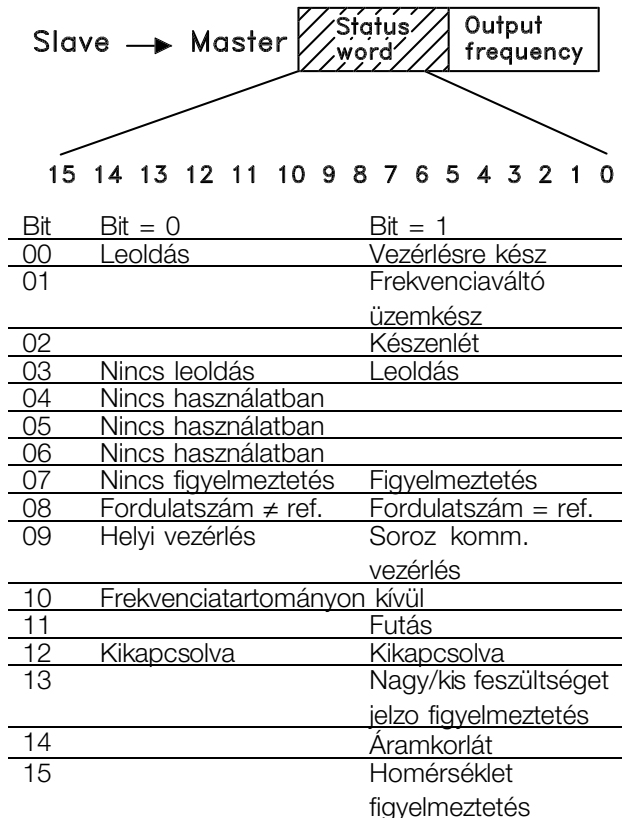 Slave → Master Status word Output frequency
15 14 13 12 11 10 9 8 7 6 5 4 3 2 1 0
Bit Bit = 0 Bit = 1
00 Leoldás Vezérlésre kész
01 Frekvenciaváltó
üzemkész
02 Készenlét
03 Nincs leoldás Leoldás
04 Nincs használatban
05 Nincs használatban
06 Nincs használatban
07 Nincs figyelmeztetés Figyelmeztetés
08 Fordulatszám ≠ ref. Fordulatszám = ref.
09 Helyi vezérlés Soroz komm.
vezérlés
10 Frekvenciatartományon kívül
11 Futás
12 Kikapcsolva Kikapcsolva
13 Nagy/kis feszültséget
jelzo figyelmeztetés
14 Áramkorlát
15 Homérséklet
figyelmeztetés